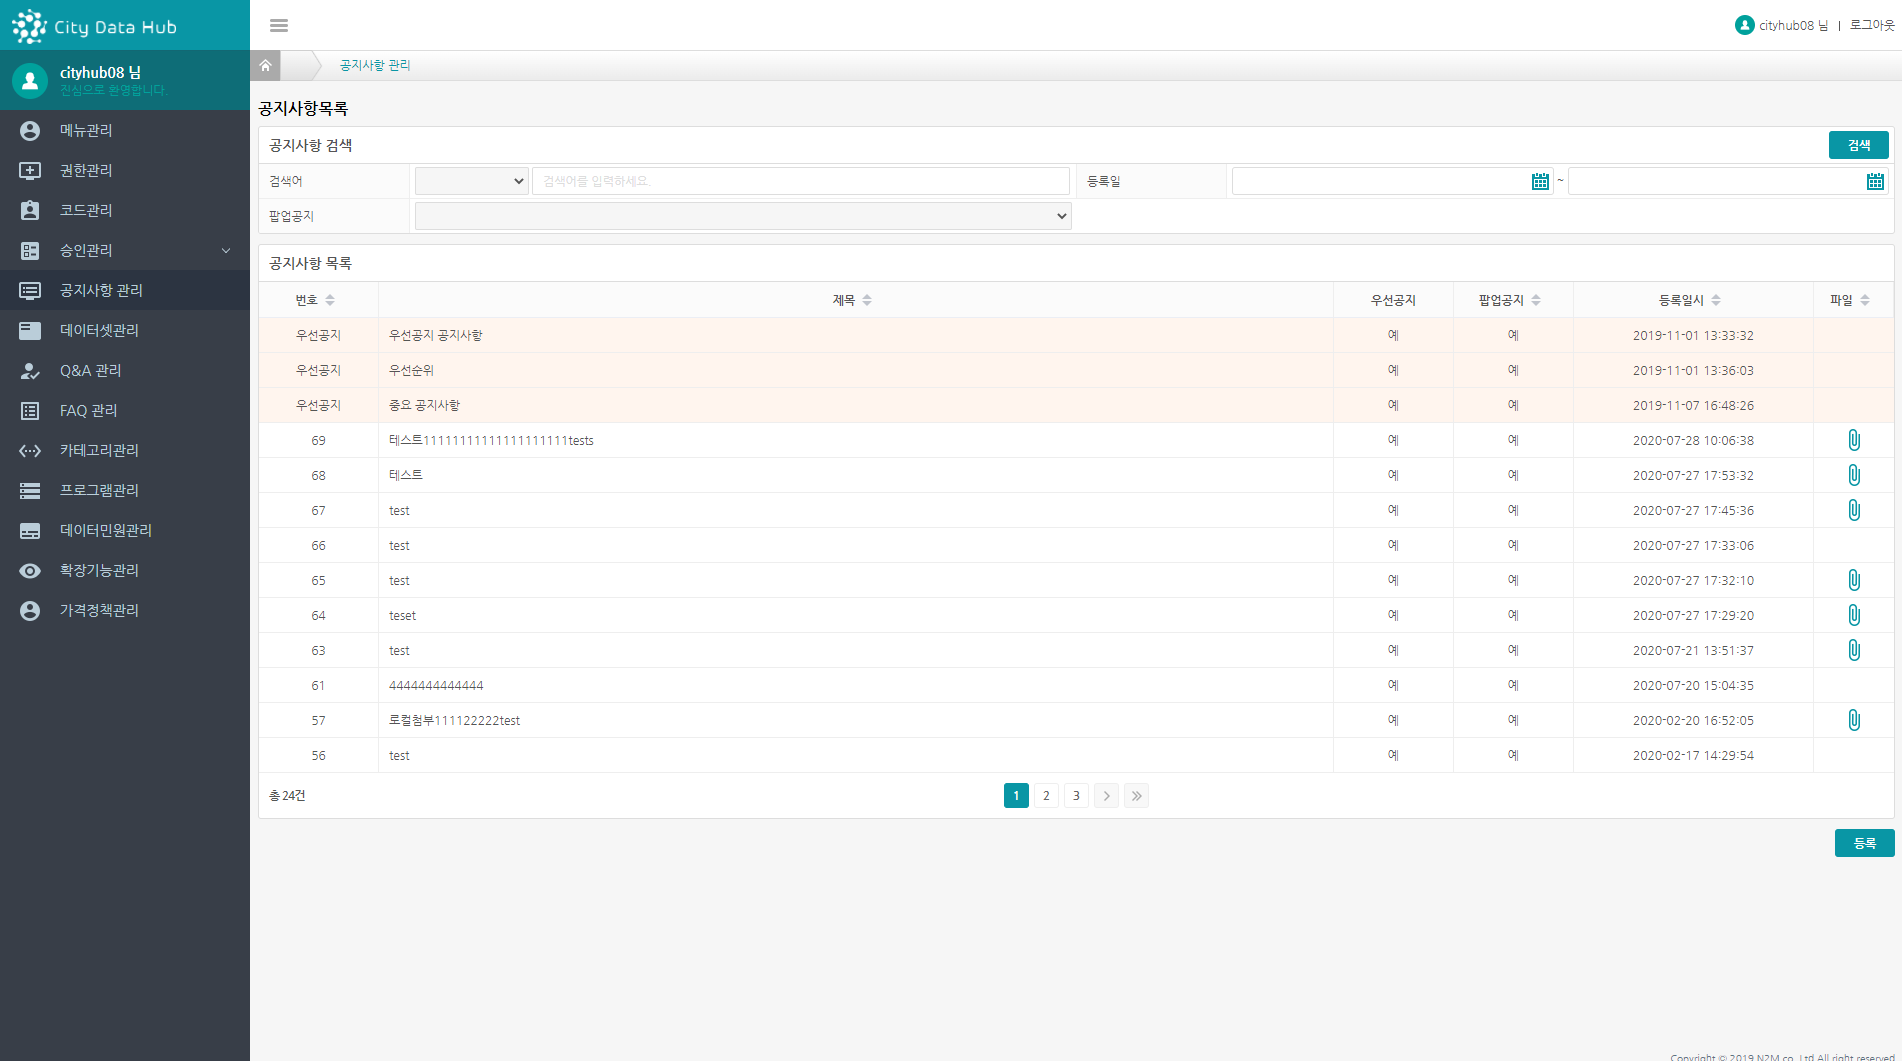 City Data Hub
cityhub08 님 | 로그아웃
cityhub08 님
진심으로 환영합니다.
메뉴관리
권한관리
코드관리
승인관리
공지사항 관리
데이터셋관리
Q&A 관리
FAQ 관리
카테고리관리
프로그램관리
데이터민원관리
확장기능관리
가격정책관리
공지사항 관리
공지사항목록
공지사항 검색 검색
검색어 검색어를 입력하세요. 등록일 ~
팝업공지
공지사항 목록
번호 제목 우선공지 팝업공지 등록일시 파일
우선공지 우선공지 공지사항 예 예 2019-11-01 13:33:32
우선공지 우선순위 예 예 2019-11-01 13:36:03
우선공지 중요 공지사항 예 예 2019-11-07 16:48:26
69 테스트11111111111111111111tests 예 예 2020-07-28 10:06:38
68 테스트 예 예 2020-07-27 17:53:32
67 test 예 예 2020-07-27 17:45:36
66 test 예 예 2020-07-27 17:33:06
65 test 예 예 2020-07-27 17:32:10
64 teset 예 예 2020-07-27 17:29:20
63 test 예 예 2020-07-21 13:51:37
61 4444444444444 예 예 2020-07-20 15:04:35
57 로컬첨부111122222test 예 예 2020-02-20 16:52:05
56 test 예 예 2020-02-17 14:29:54
총 24건 1 2 3
등록
Copyright © 2019 N2M co. Ltd All right reserved